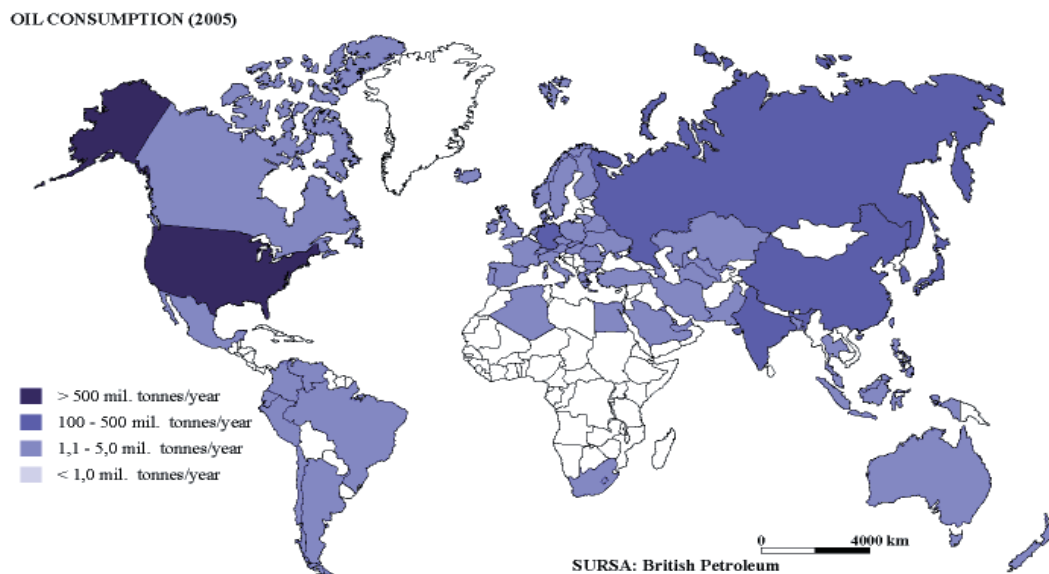 OIL CONSUMPTION (2005)
> 500 mil. tonnes/year
100 - 500 mil. tonnes/year
1,1 - 5,0 mil. tonnes/year
< 1,0 mil. tonnes/year
0 4000 km
SURSA: British Petroleum